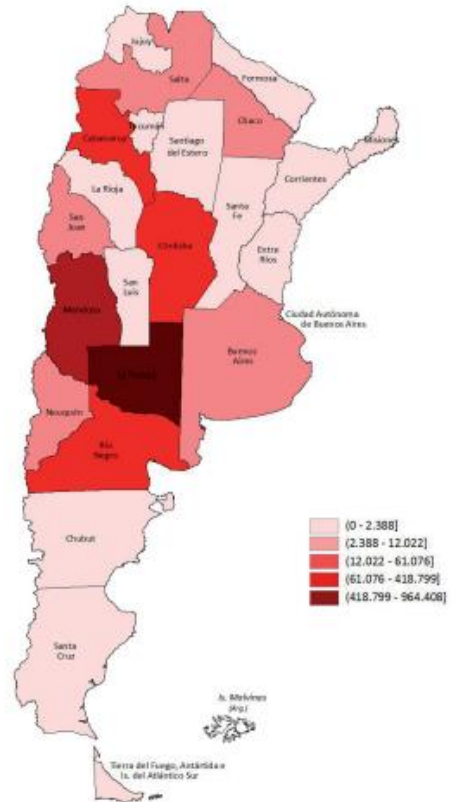 Jujuy
Salta
Formosa
Chaco
Catamarca
Tucumán
Santiago
del Estero
Misiones
Corrientes
La Rioja
Santa
Fe
San
Juan
Córdoba
Entre
Ríos
San
Luis
Mendoza
Ciudad Autónoma
de Buenos Aires
Buenos
Aires
La Pampa
Neuquén
Río
Negro
Chubut
(0 - 2.388]
(2.388 - 12.022]
(12.022 - 61.076]
(61.076 - 418.799]
(418.799 - 964.408]
Santa
Cruz
Is. Malvinas
(Arg.)
Tierra del Fuego, Antártida e
Is. del Atlántico Sur